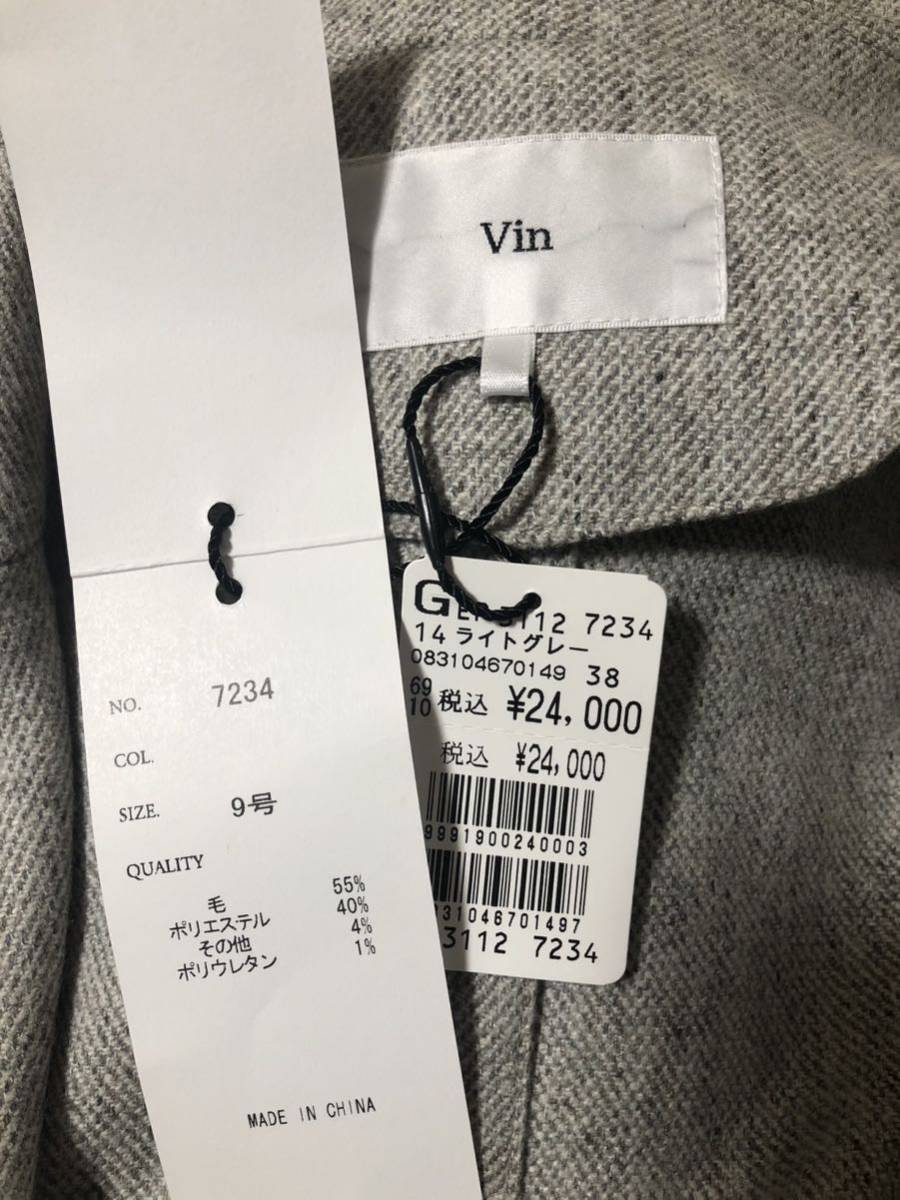 Vin
NO. 7234
COL.
SIZE. 9号
QUALITY
毛 55%
ポリエステル 40%
その他 4%
ポリウレタン 1%
MADE IN CHINA
G 3112 7234
14 ライトグレー
083104670149 38
69
10 税込 ¥24,000
税込 ¥24,000
9991900240003
831046701497
3112 7234